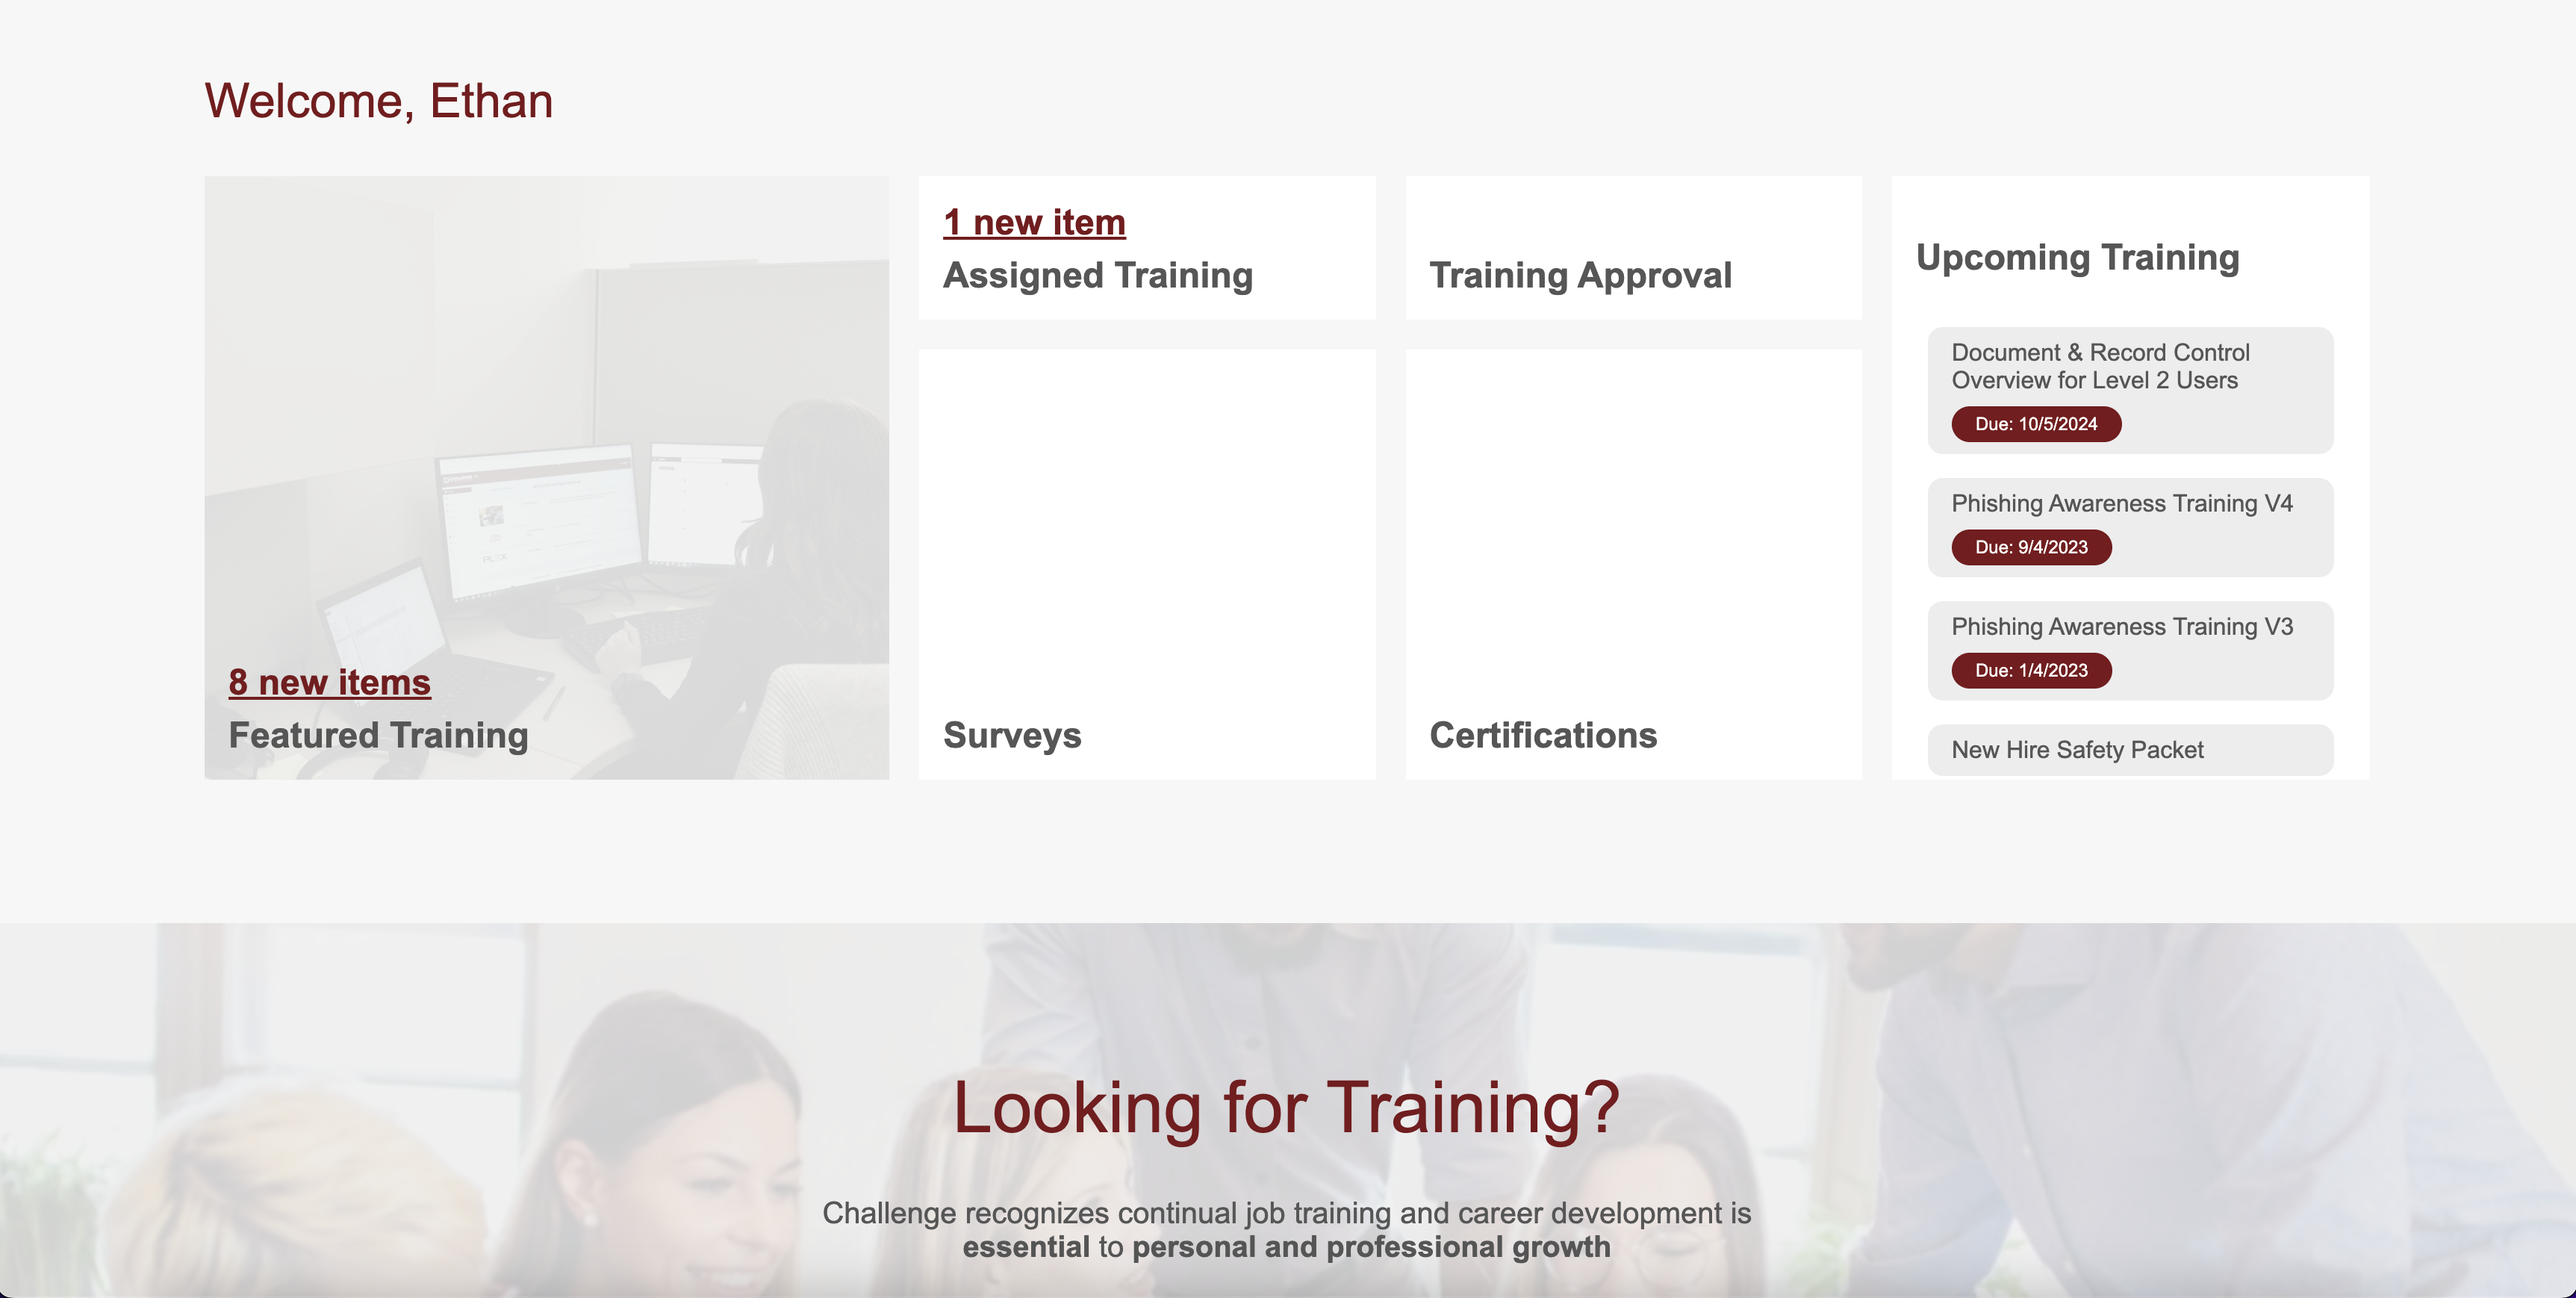 Welcome, Ethan
8 new items
Featured Training
1 new item
Assigned Training
Training Approval
Surveys
Certifications
Upcoming Training
Document & Record Control
Overview for Level 2 Users
Due: 10/5/2024
Phishing Awareness Training V4
Due: 9/4/2023
Phishing Awareness Training V3
Due: 1/4/2023
New Hire Safety Packet
Looking for Training?
Challenge recognizes continual job training and career development is
essential to personal and professional growth